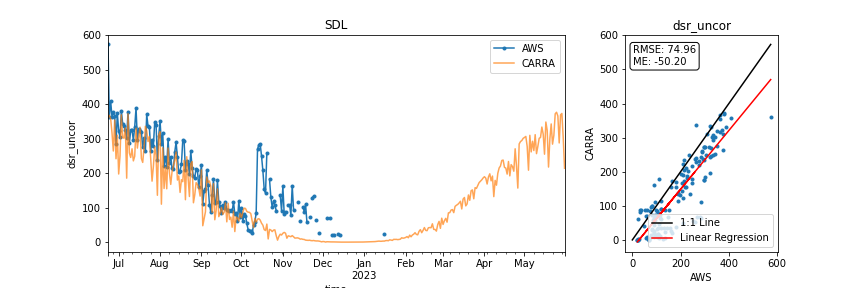 SDL
dsr_uncor
600
500
400
300
200
100
0
dsr_uncor
AWS
CARRA
Jul Aug Sep Oct Nov Dec Jan Feb Mar Apr May
2023
time
dsr_uncor
600
500
400
300
200
100
0
CARRA
RMSE: 74.96
ME: -50.20
1:1 Line
Linear Regression
0 200 400 600
AWS